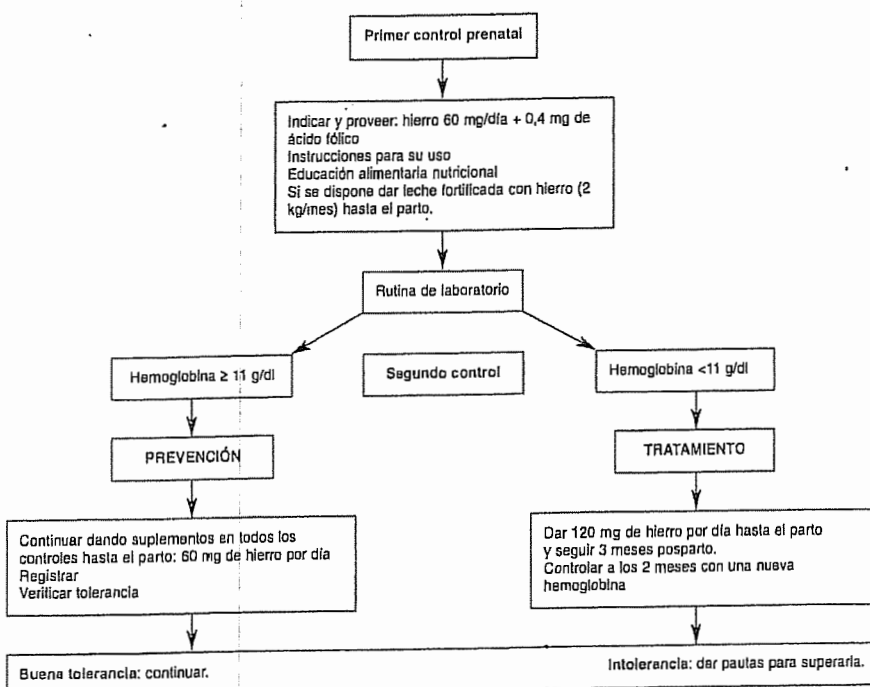 Primer control prenatal
Indicar y proveer: hierro 60 mg/día + 0,4 mg de
ácido fólico
Instrucciones para su uso
Educación alimentaria nutricional
Si se dispone dar leche fortificada con hierro (2
kg/mes) hasta el parto.
Rutina de laboratorio
Hemoglobina ≥ 11 g/dl
Segundo control
Hemoglobina <11 g/dl
PREVENCIÓN
TRATAMIENTO
Continuar dando suplementos en todos los
controles hasta el parto: 60 mg de hierro por día
Registrar
Verificar tolerancia
Dar 120 mg de hierro por día hasta el parto
y seguir 3 meses posparto.
Controlar a los 2 meses con una nueva
hemoglobina
Buena tolerancia: continuar.
Intolerancia: dar pautas para superarla.